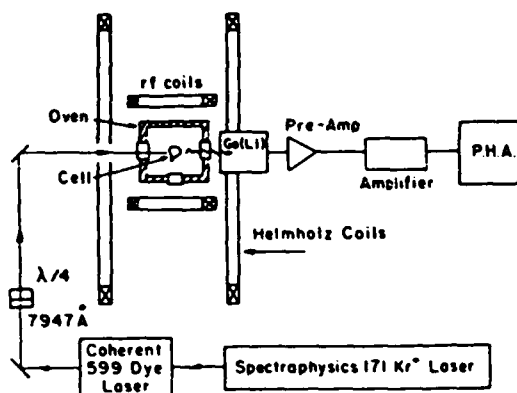 rf coils
Oven
Cell
Ge(Li)
Pre-Amp
Amplifier
P.H.A.
Helmholtz Coils
λ/4
7947Å
Coherent
599 Dye
Laser
Spectraphysics 171 Kr⁺ Laser